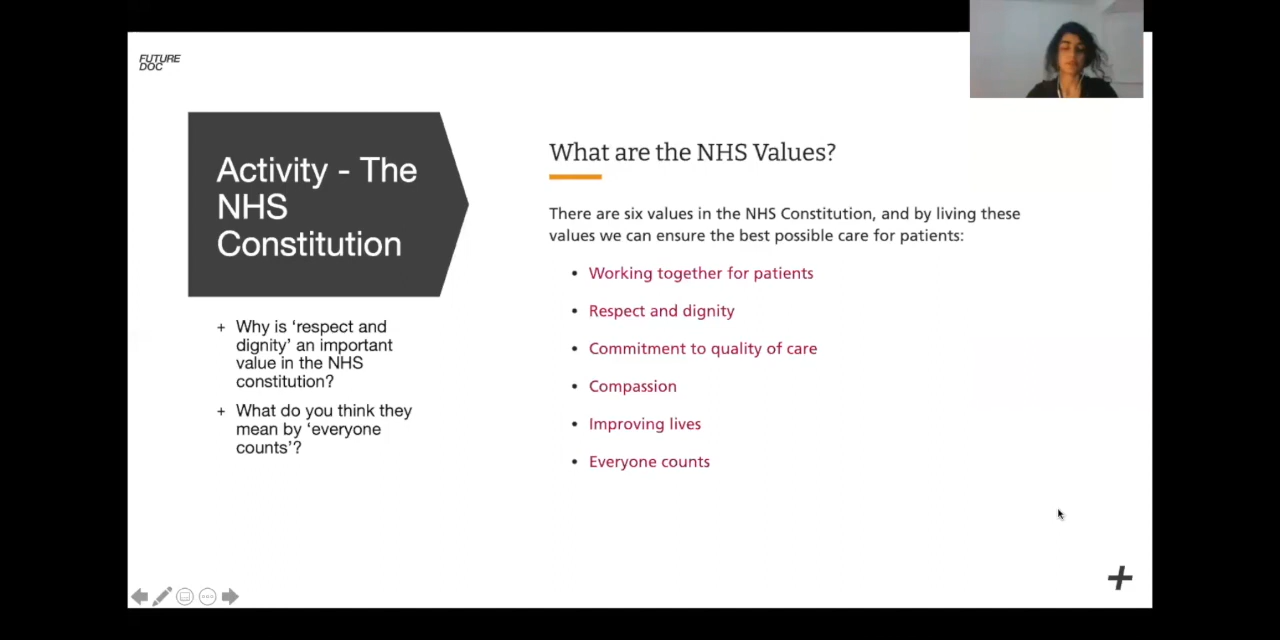 FUTURE
DOC
Activity - The
NHS
Constitution
+ Why is ‘respect and
dignity’ an important
value in the NHS
constitution?
+ What do you think they
mean by ‘everyone
counts’?
What are the NHS Values?
There are six values in the NHS Constitution, and by living these
values we can ensure the best possible care for patients:
• Working together for patients
• Respect and dignity
• Commitment to quality of care
• Compassion
• Improving lives
• Everyone counts